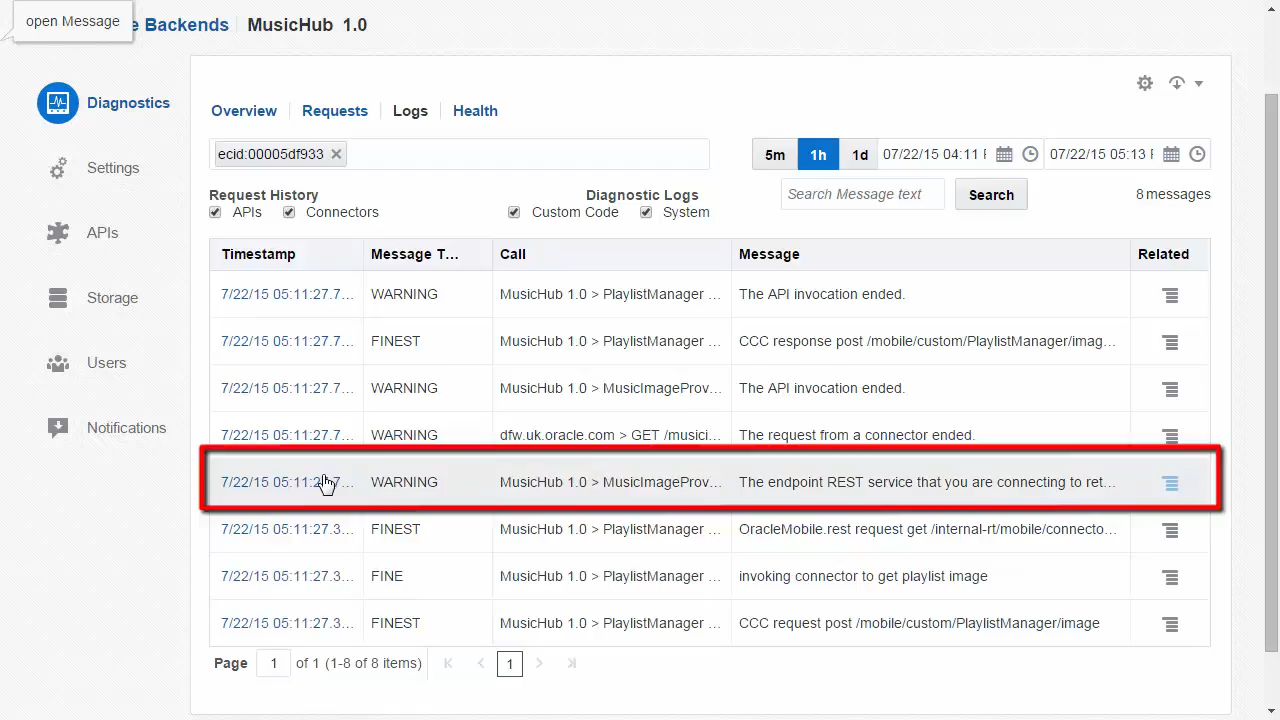 open Message
e Backends MusicHub 1.0
Diagnostics
Settings
APIs
Storage
Users
Notifications
Overview Requests Logs Health
ecid:00005df933 5m 1h 1d 07/22/15 04:11 07/22/15 05:13
Request History Diagnostic Logs Search Message text Search 8 messages
APIs Connectors Custom Code System
Timestamp Message T... Call Message Related
7/22/15 05:11:27.7... WARNING MusicHub 1.0 > PlaylistManager ... The API invocation ended.
7/22/15 05:11:27.7... FINEST MusicHub 1.0 > PlaylistManager ... CCC response post /mobile/custom/PlaylistManager/imag...
7/22/15 05:11:27.7... WARNING MusicHub 1.0 > MusicImageProv... The API invocation ended.
7/22/15 05:11:27.7... WARNING dfw.uk.oracle.com > GET /musici... The request from a connector ended.
7/22/15 05:11:2 7... WARNING MusicHub 1.0 > MusicImageProv... The endpoint REST service that you are connecting to ret...
7/22/15 05:11:27.3... FINEST MusicHub 1.0 > PlaylistManager ... OracleMobile.rest request get /internal-rt/mobile/connecto...
7/22/15 05:11:27.3... FINE MusicHub 1.0 > PlaylistManager ... invoking connector to get playlist image
7/22/15 05:11:27.3... FINEST MusicHub 1.0 > PlaylistManager ... CCC request post /mobile/custom/PlaylistManager/image
Page 1 of 1 (1-8 of 8 items) 1